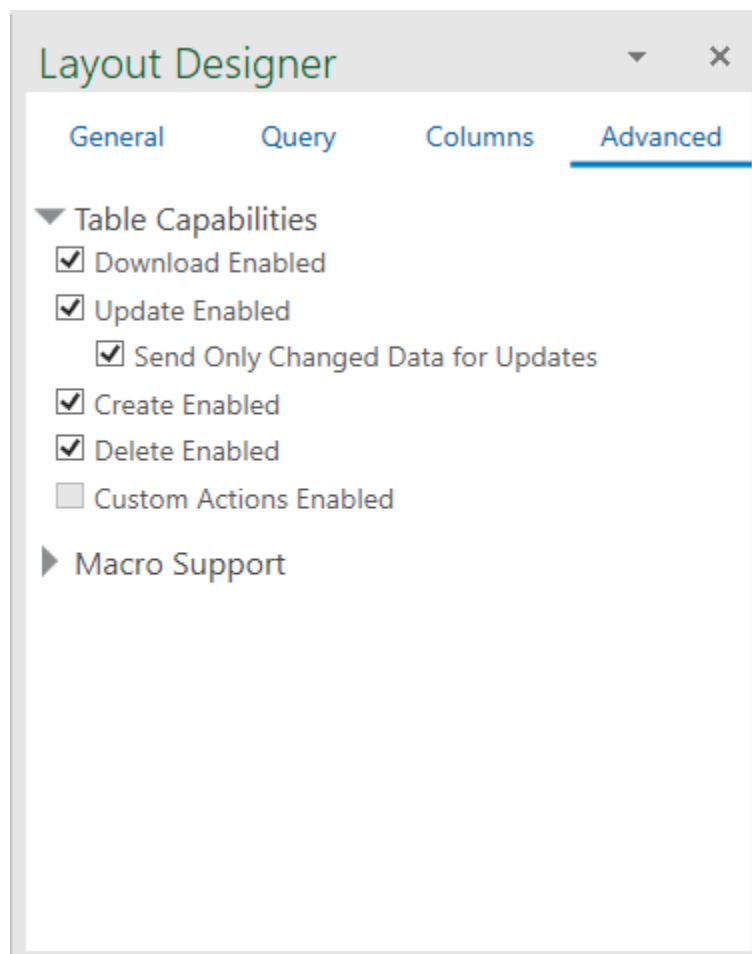 Layout Designer
General Query Columns Advanced
Table Capabilities
Download Enabled
Update Enabled
Send Only Changed Data for Updates
Create Enabled
Delete Enabled
Custom Actions Enabled
Macro Support